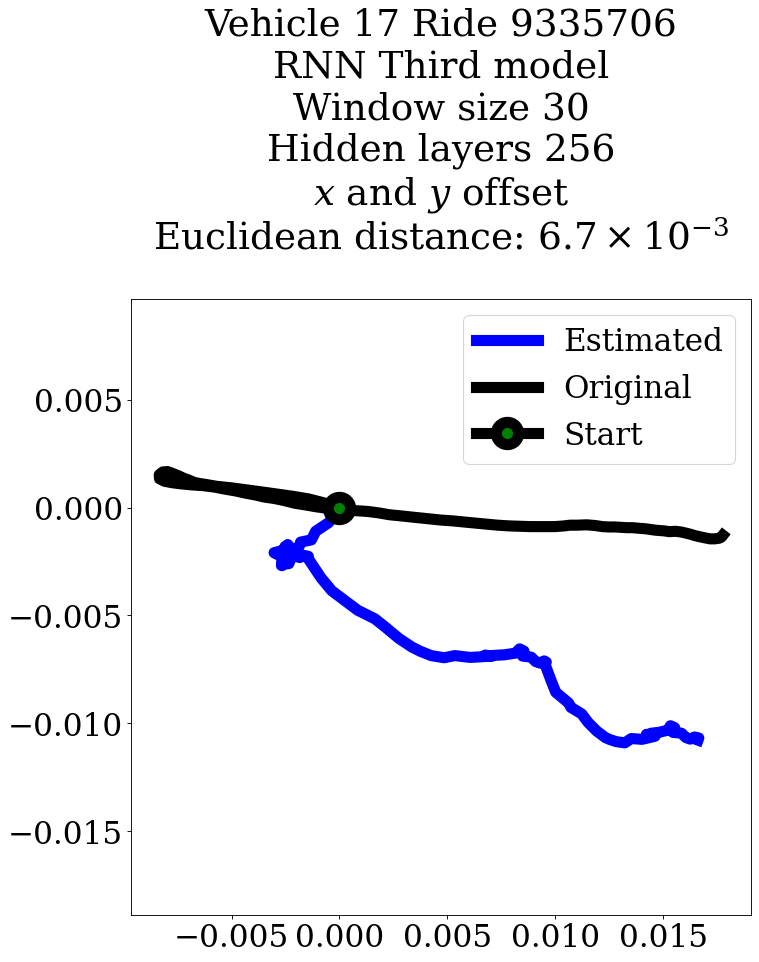 Vehicle 17 Ride 9335706
RNN Third model
Window size 30
Hidden layers 256
x and y offset
Euclidean distance: 6.7 × 10⁻³
Estimated
Original
Start
0.005
0.000
−0.005
−0.010
−0.015
−0.005 0.000 0.005 0.010 0.015